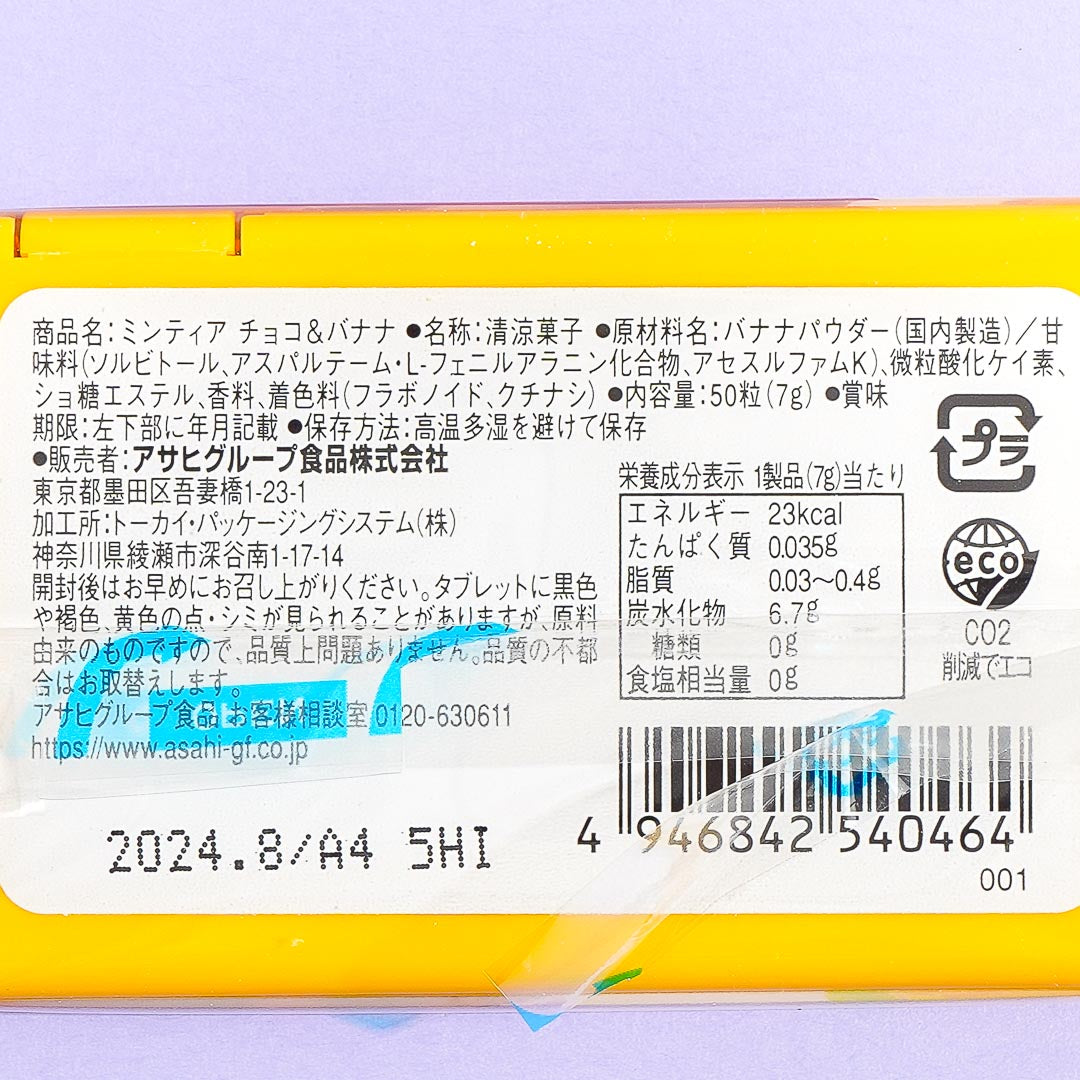 商品名:ミンティア チョコ&バナナ ●名称:清涼菓子 ●原材料名:バナナパウダー(国内製造)/甘
味料(ソルビトール、アスパルテーム・L-フェニルアラニン化合物、アセスルファムK)、微粒酸化ケイ素、
ショ糖エステル、香料、着色料(フラボノイド、クチナシ) ●内容量:50粒(7g) ●賞味
期限:左下部に年月記載 ●保存方法:高温多湿を避けて保存
●販売者:アサヒグループ食品株式会社
東京都墨田区吾妻橋1-23-1
加工所:トーカイ・パッケージングシステム(株)
神奈川県綾瀬市深谷南1-17-14
開封後はお早めにお召し上がりください。タブレットに黒色
や褐色、黄色の点・シミが見られることがありますが、原料
由来のものですので、品質上問題ありません。品質の不都
合はお取替えします。
アサヒグループ食品 お客様相談室 0120-630611
https://www.asahi-gf.co.jp
栄養成分表示 1製品(7g)当たり
エネルギー 23kcal
たんぱく質 0.035g
脂質 0.03~0.4g
炭水化物 6.7g
糖類 0g
食塩相当量 0g
プラ
eco
CO2
削減でエコ
2024.8/A4 5HI
4 946842 540464
001